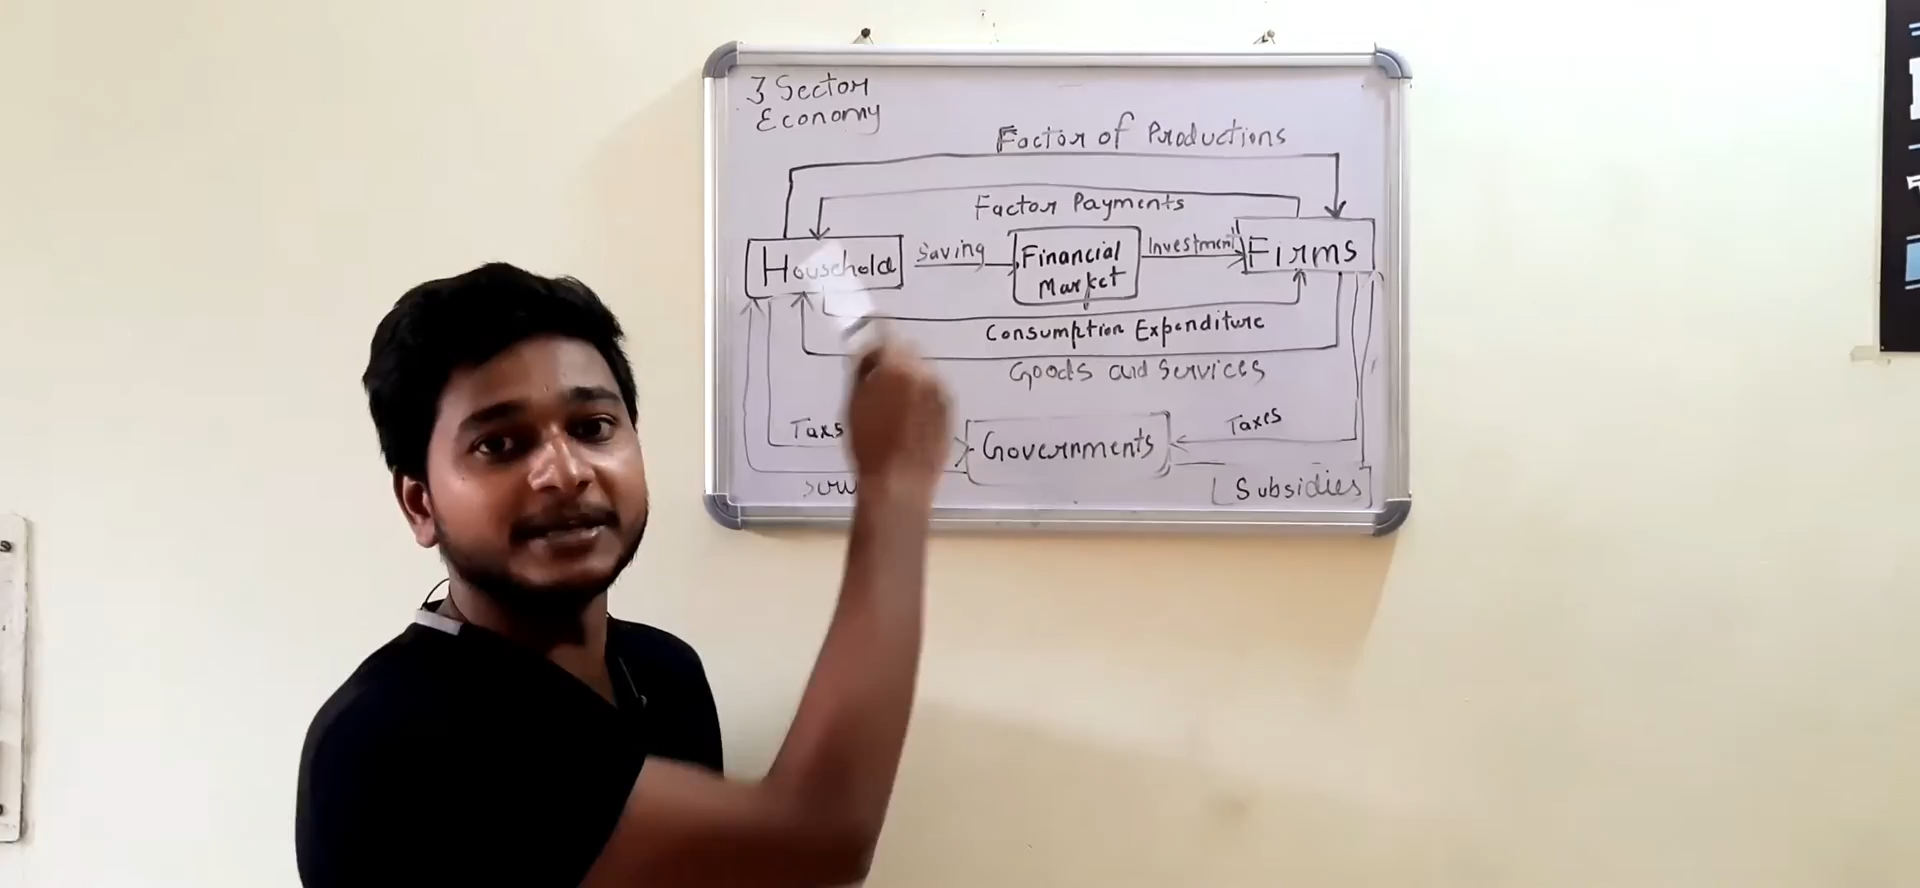 3 Sector
Economy
Factor of Productions
Factor Payments
Household
Saving
Financial
Market
Investment
Firms
Consumption Expenditure
Goods and Services
Taxs
Governments
Taxes
Subsidies